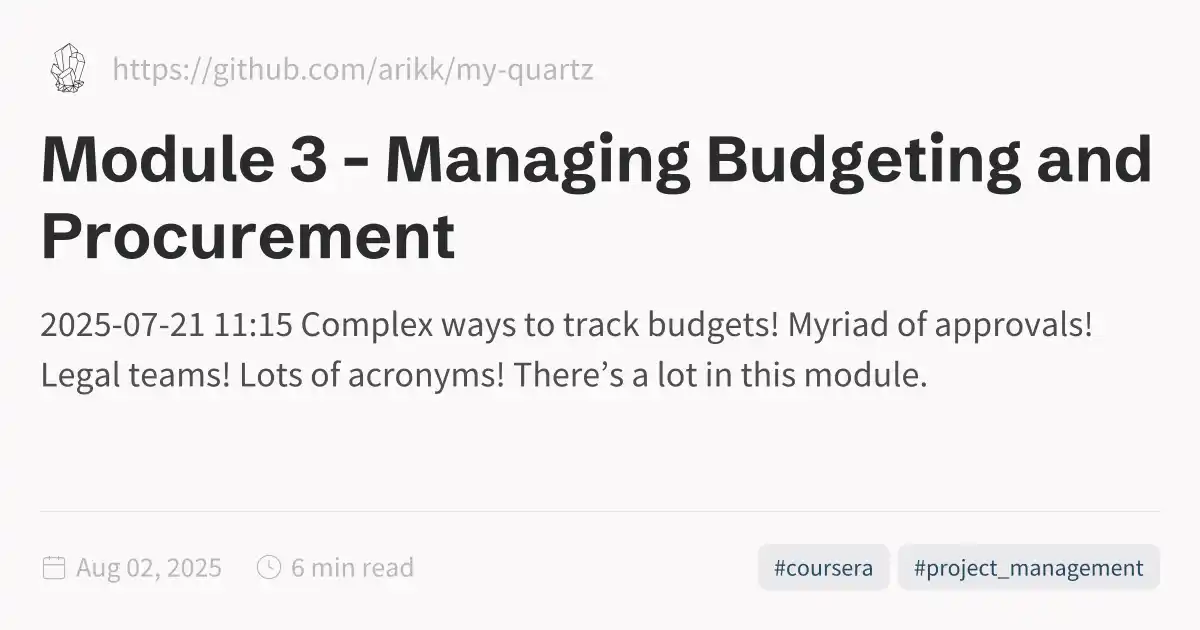 https://github.com/arikk/my-quartz
Module 3 - Managing Budgeting and
Procurement
2025-07-21 11:15 Complex ways to track budgets! Myriad of approvals!
Legal teams! Lots of acronyms! There’s a lot in this module.
Aug 02, 2025 6 min read #coursera #project_management